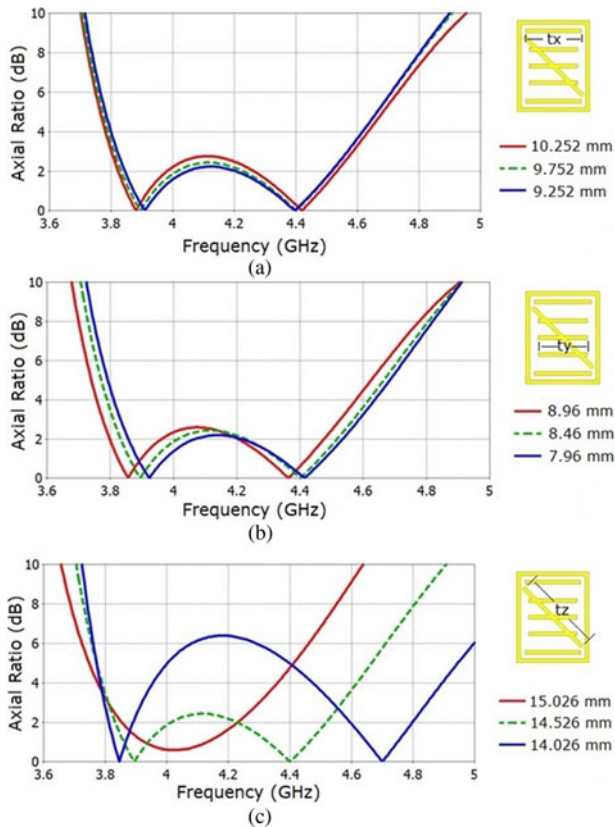 10
8
6
4
2
0
Axial Ratio (dB)
3.6 3.8 4 4.2 4.4 4.6 4.8 5
Frequency (GHz)
tx
10.252 mm
9.752 mm
9.252 mm
(a)
10
8
6
4
2
0
Axial Ratio (dB)
3.6 3.8 4 4.2 4.4 4.6 4.8 5
Frequency (GHz)
ty
8.96 mm
8.46 mm
7.96 mm
(b)
10
8
6
4
2
0
Axial Ratio (dB)
3.6 3.8 4 4.2 4.4 4.6 4.8 5
Frequency (GHz)
tz
15.026 mm
14.526 mm
14.026 mm
(c)